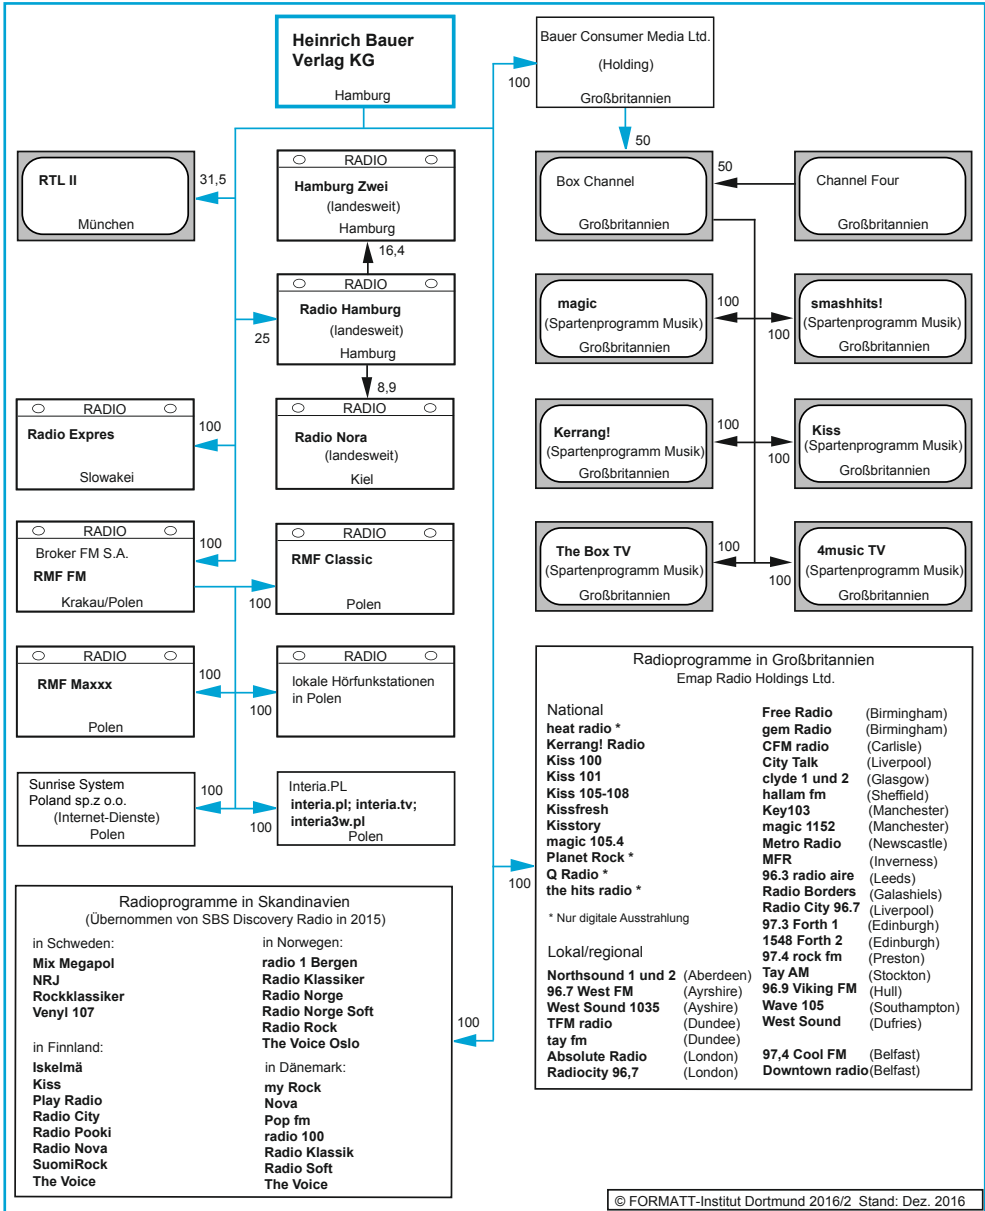 Heinrich Bauer
Verlag KG
Hamburg
Bauer Consumer Media Ltd.
(Holding)
Großbritannien
100
50
RTL II
München
31,5
RADIO
Hamburg Zwei
(landesweit)
Hamburg
16,4
Box Channel
Großbritannien
50
Channel Four
Großbritannien
RADIO
Radio Hamburg
(landesweit)
Hamburg
25
8,9
magic
(Spartenprogramm Musik)
Großbritannien
100
100
smashhits!
(Spartenprogramm Musik)
Großbritannien
RADIO
Radio Expres
Slowakei
100
RADIO
Radio Nora
(landesweit)
Kiel
Kerrang!
(Spartenprogramm Musik)
Großbritannien
100
100
Kiss
(Spartenprogramm Musik)
Großbritannien
RADIO
Broker FM S.A.
RMF FM
Krakau/Polen
100
RADIO
RMF Classic
Polen
100
The Box TV
(Spartenprogramm Musik)
Großbritannien
100
100
4music TV
(Spartenprogramm Musik)
Großbritannien
RADIO
RMF Maxxx
Polen
100
100
RADIO
lokale Hörfunkstationen
in Polen
Sunrise System
Poland sp.z o.o.
(Internet-Dienste)
Polen
100
100
Interia.PL
interia.pl; interia.tv;
interia3w.pl
Polen
Radioprogramme in Großbritannien
Emap Radio Holdings Ltd.
100
National
heat radio *
Kerrang! Radio
Kiss 100
Kiss 101
Kiss 105-108
Kissfresh
Kisstory
magic 105.4
Planet Rock *
Q Radio *
the hits radio *
* Nur digitale Ausstrahlung
Lokal/regional
Northsound 1 und 2 (Aberdeen)
96.7 West FM (Ayrshire)
West Sound 1035 (Ayshire)
TFM radio (Dundee)
tay fm (Dundee)
Absolute Radio (London)
Radiocity 96,7 (London)
Free Radio (Birmingham)
gem Radio (Birmingham)
CFM radio (Carlisle)
City Talk (Liverpool)
clyde 1 und 2 (Glasgow)
hallam fm (Sheffield)
Key103 (Manchester)
magic 1152 (Manchester)
Metro Radio (Newscastle)
MFR (Inverness)
96.3 radio aire (Leeds)
Radio Borders (Galashiels)
Radio City 96.7 (Liverpool)
97.3 Forth 1 (Edinburgh)
1548 Forth 2 (Edinburgh)
97.4 rock fm (Preston)
Tay AM (Stockton)
96.9 Viking FM (Hull)
Wave 105 (Southampton)
West Sound (Dufries)
97,4 Cool FM (Belfast)
Downtown radio (Belfast)
Radioprogramme in Skandinavien
(Übernommen von SBS Discovery Radio in 2015)
100
in Schweden:
Mix Megapol
NRJ
Rockklassiker
Venyl 107
in Finnland:
Iskelmä
Kiss
Play Radio
Radio City
Radio Pooki
Radio Nova
SuomiRock
The Voice
in Norwegen:
radio 1 Bergen
Radio Klassiker
Radio Norge
Radio Norge Soft
Radio Rock
The Voice Oslo
in Dänemark:
my Rock
Nova
Pop fm
radio 100
Radio Klassik
Radio Soft
The Voice
© FORMATT-Institut Dortmund 2016/2 Stand: Dez. 2016